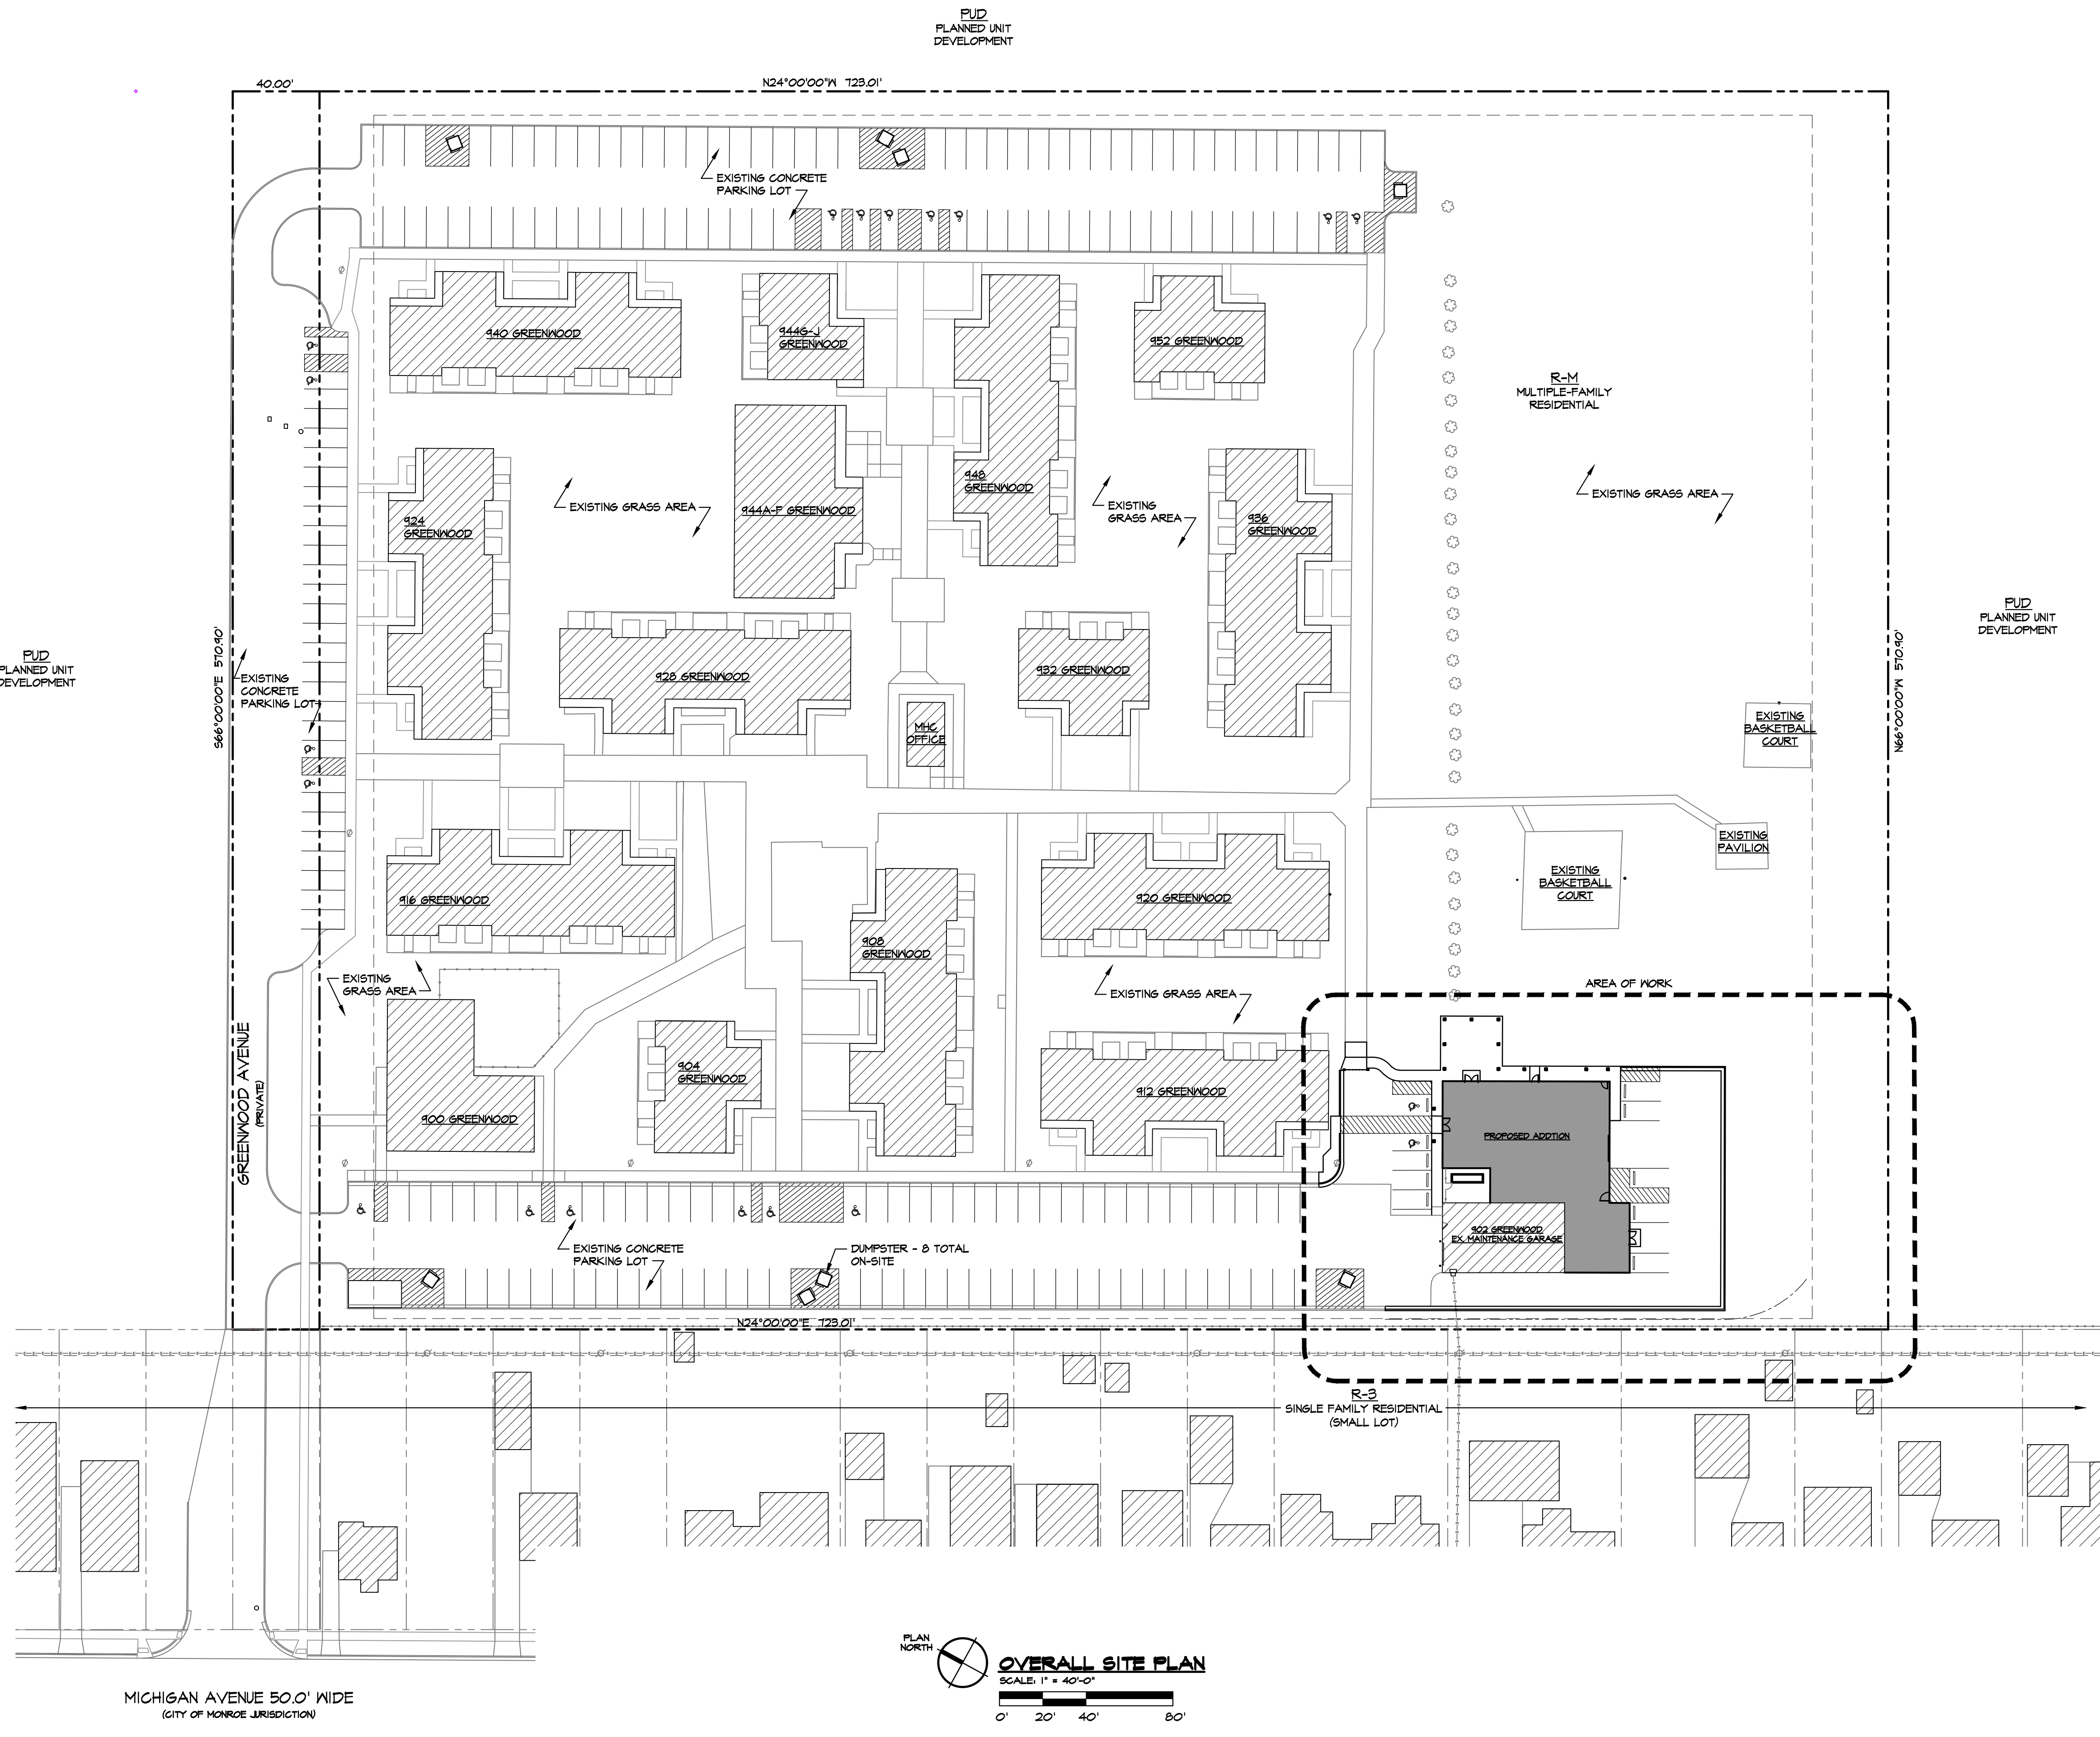 PUD
PLANNED UNIT
DEVELOPMENT
40.00'
N24°00'00"W 723.01'
EXISTING CONCRETE
PARKING LOT
940 GREENWOOD
944G-J
GREENWOOD
952 GREENWOOD
R-M
MULTIPLE-FAMILY
RESIDENTIAL
948
GREENWOOD
EXISTING GRASS AREA
EXISTING GRASS AREA
944A-F GREENWOOD
EXISTING
GRASS AREA
924
GREENWOOD
936
GREENWOOD
PUD
PLANNED UNIT
DEVELOPMENT
S66°00'00"E 570.90'
N66°00'00"W 570.90'
PUD
PLANNED UNIT
DEVELOPMENT
EXISTING
CONCRETE
PARKING LOT
928 GREENWOOD
932 GREENWOOD
MHC
OFFICE
EXISTING
BASKETBALL
COURT
EXISTING
PAVILION
EXISTING
BASKETBALL
COURT
916 GREENWOOD
920 GREENWOOD
908
GREENWOOD
EXISTING
GRASS AREA
EXISTING GRASS AREA
AREA OF WORK
GREENWOOD AVENUE
(PRIVATE)
904
GREENWOOD
912 GREENWOOD
900 GREENWOOD
PROPOSED ADDTION
902 GREENWOOD
EX. MAINTENANCE GARAGE
EXISTING CONCRETE
PARKING LOT
DUMPSTER - 8 TOTAL
ON-SITE
N24°00'00"E 723.01'
R-3
SINGLE FAMILY RESIDENTIAL
(SMALL LOT)
PLAN
NORTH
OVERALL SITE PLAN
SCALE: 1" = 40'-0"
0' 20' 40' 80'
MICHIGAN AVENUE 50.0' WIDE
(CITY OF MONROE JURISDICTION)